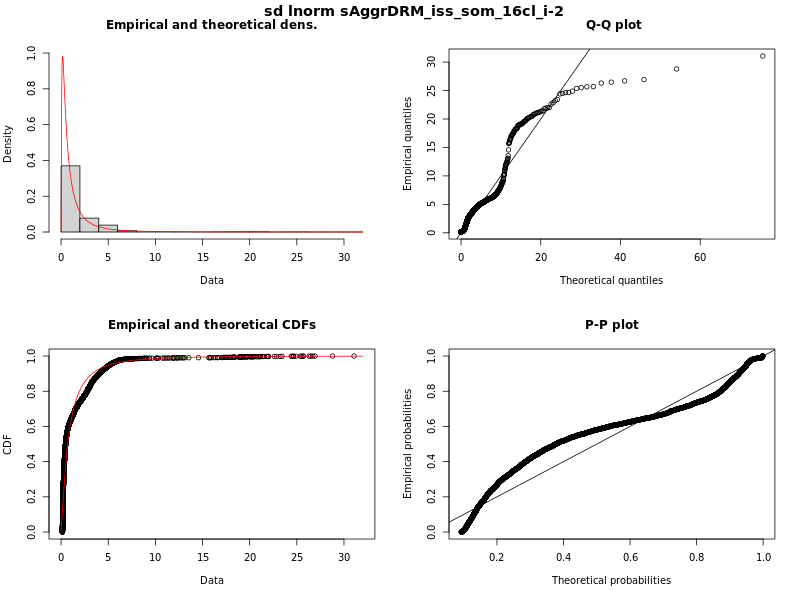 sd lnorm sAggrDRM_iss_som_16cl_i-2
Empirical and theoretical dens.
Density
0.0 0.2 0.4 0.6 0.8 1.0
0 5 10 15 20 25 30
Data
Q-Q plot
Empirical quantiles
0 5 10 15 20 25 30
0 20 40 60
Theoretical quantiles
Empirical and theoretical CDFs
CDF
0.0 0.2 0.4 0.6 0.8 1.0
0 5 10 15 20 25 30
Data
P-P plot
Empirical probabilities
0.0 0.2 0.4 0.6 0.8 1.0
0.2 0.4 0.6 0.8 1.0
Theoretical probabilities